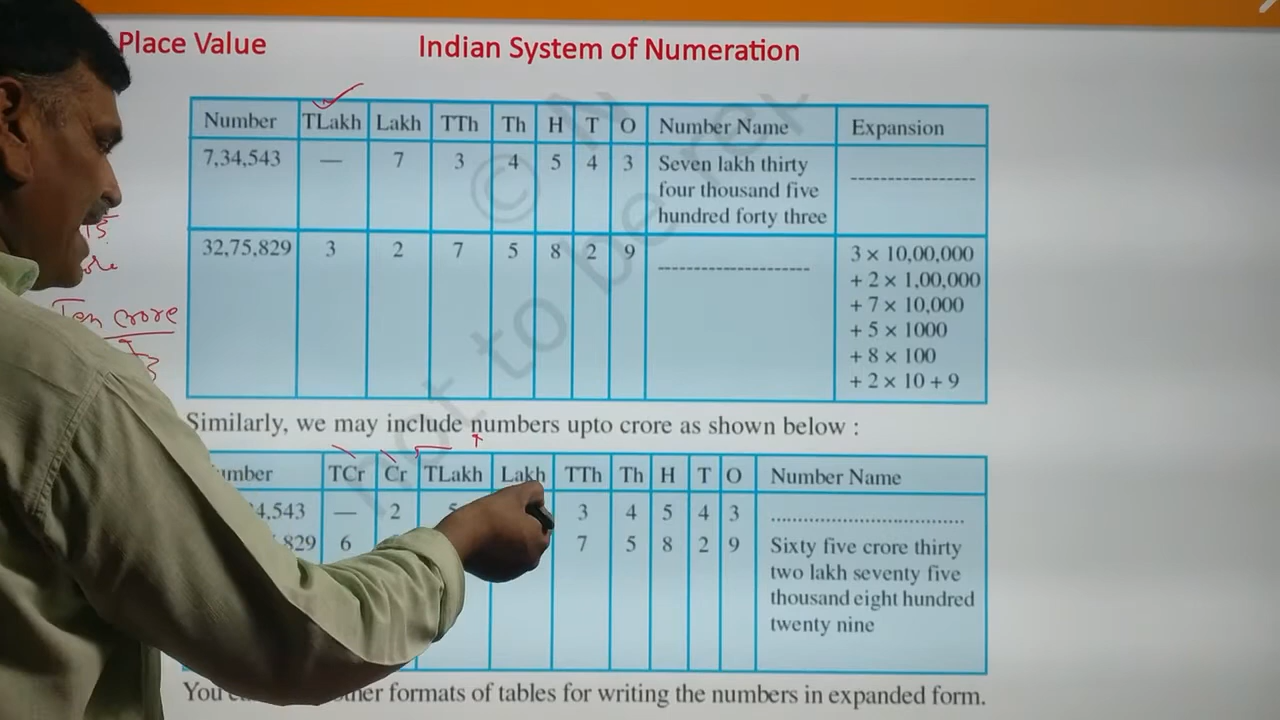 Place Value Indian System of Numeration
Number TLakh Lakh TTh Th H T O Number Name Expansion
7,34,543 — 7 3 4 5 4 3 Seven lakh thirty
four thousand five
hundred forty three
32,75,829 3 2 7 5 8 2 9 3 × 10,00,000
+ 2 × 1,00,000
+ 7 × 10,000
+ 5 × 1000
+ 8 × 100
+ 2 × 10 + 9
Ten crore
Similarly, we may include numbers upto crore as shown below :
TCr Cr TLakh Lakh TTh Th H T O Number Name
4,543 — 2 3 4 5 4 3
829 6 7 5 8 2 9 Sixty five crore thirty
two lakh seventy five
thousand eight hundred
twenty nine
You formats of tables for writing the numbers in expanded form.
not to be rep